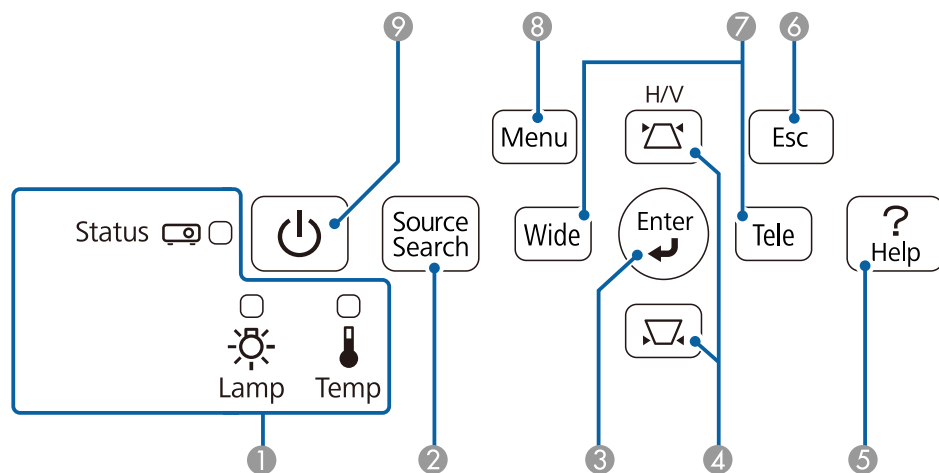 9
8
7
6
H/V
Menu
Esc
Status
Source
Search
Wide
Enter
Tele
?
Help
Lamp
Temp
1
2
3
4
5